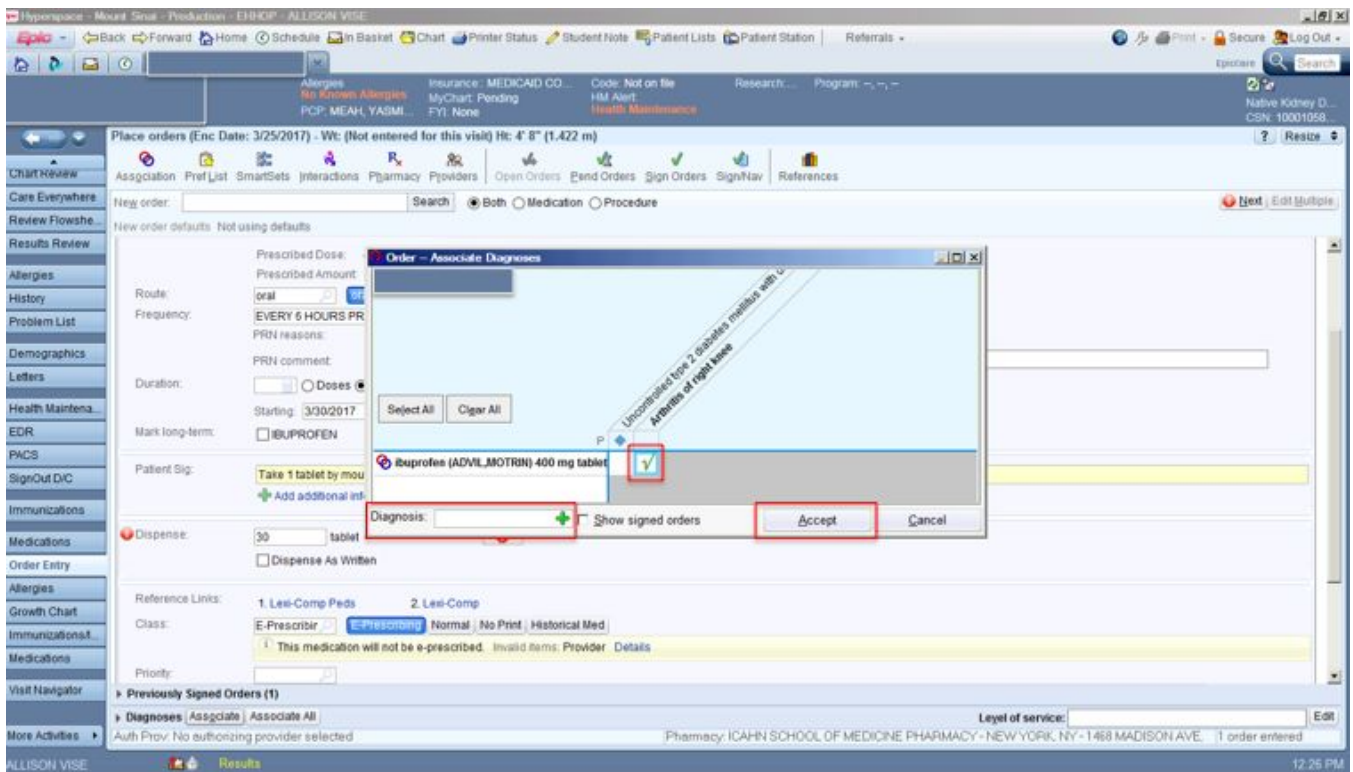 Hyperspace - Mount Sinai - Production - EHHOP - ALLISON VISE
Epic Back Forward Home Schedule In Basket Chart Printer Status Student Note Patient Lists Patient Station Referrals Print Secure Log Out
Epiccare Search
Allergies Insurance: MEDICAID CO... Code: Not on file Research:... Program: --, --
No Known Allergies MyChart: Pending HM Alert: Native Kidney D...
PCP: MEAH, YASMI... FYI: None Health Maintenance CSN: 10001058...
Place orders (Enc Date: 3/25/2017) - Wt: (Not entered for this visit) Ht: 4' 8" (1.422 m) ? Resize
Association Pref List SmartSets Interactions Pharmacy Providers Open Orders Pend Orders Sign Orders Sign/Nav References
New order: Search Both Medication Procedure Next Edit Multiple
New order defaults Not using defaults
Chart Review
Care Everywhere
Review Flowshe...
Results Review
Allergies
History
Problem List
Demographics
Letters
Health Maintena...
EDR
PACS
SignOut D/C
Immunizations
Medications
Order Entry
Allergies
Growth Chart
Immunizations/I...
Medications
Visit Navigator
More Activities
Prescribed Dose:
Prescribed Amount:
Route: oral
Frequency: EVERY 6 HOURS PR
PRN reasons:
PRN comment:
Duration: Doses
Starting: 3/30/2017
Mark long-term: IBUPROFEN
Patient Sig: Take 1 tablet by mou
Add additional inf
Dispense: 30 tablet
Dispense As Written
Reference Links: 1. Lexi-Comp Peds 2. Lexi-Comp
Class: E-Prescribir E-Prescribing Normal No Print Historical Med
This medication will not be e-prescribed. Invalid items: Provider Details
Priority:
Order – Associate Diagnoses
Uncontrolled type 2 diabetes mellitus with
Arthritis of right knee
Select All Clear All
P
ibuprofen (ADVIL,MOTRIN) 400 mg tablet
Diagnosis: Show signed orders Accept Cancel
Previously Signed Orders (1)
Diagnoses Associate Associate All Level of service: Edit
Auth Prov: No authorizing provider selected Pharmacy: ICAHN SCHOOL OF MEDICINE PHARMACY - NEW YORK, NY - 1468 MADISON AVE. 1 order entered
ALLISON VISE Results 12:26 PM